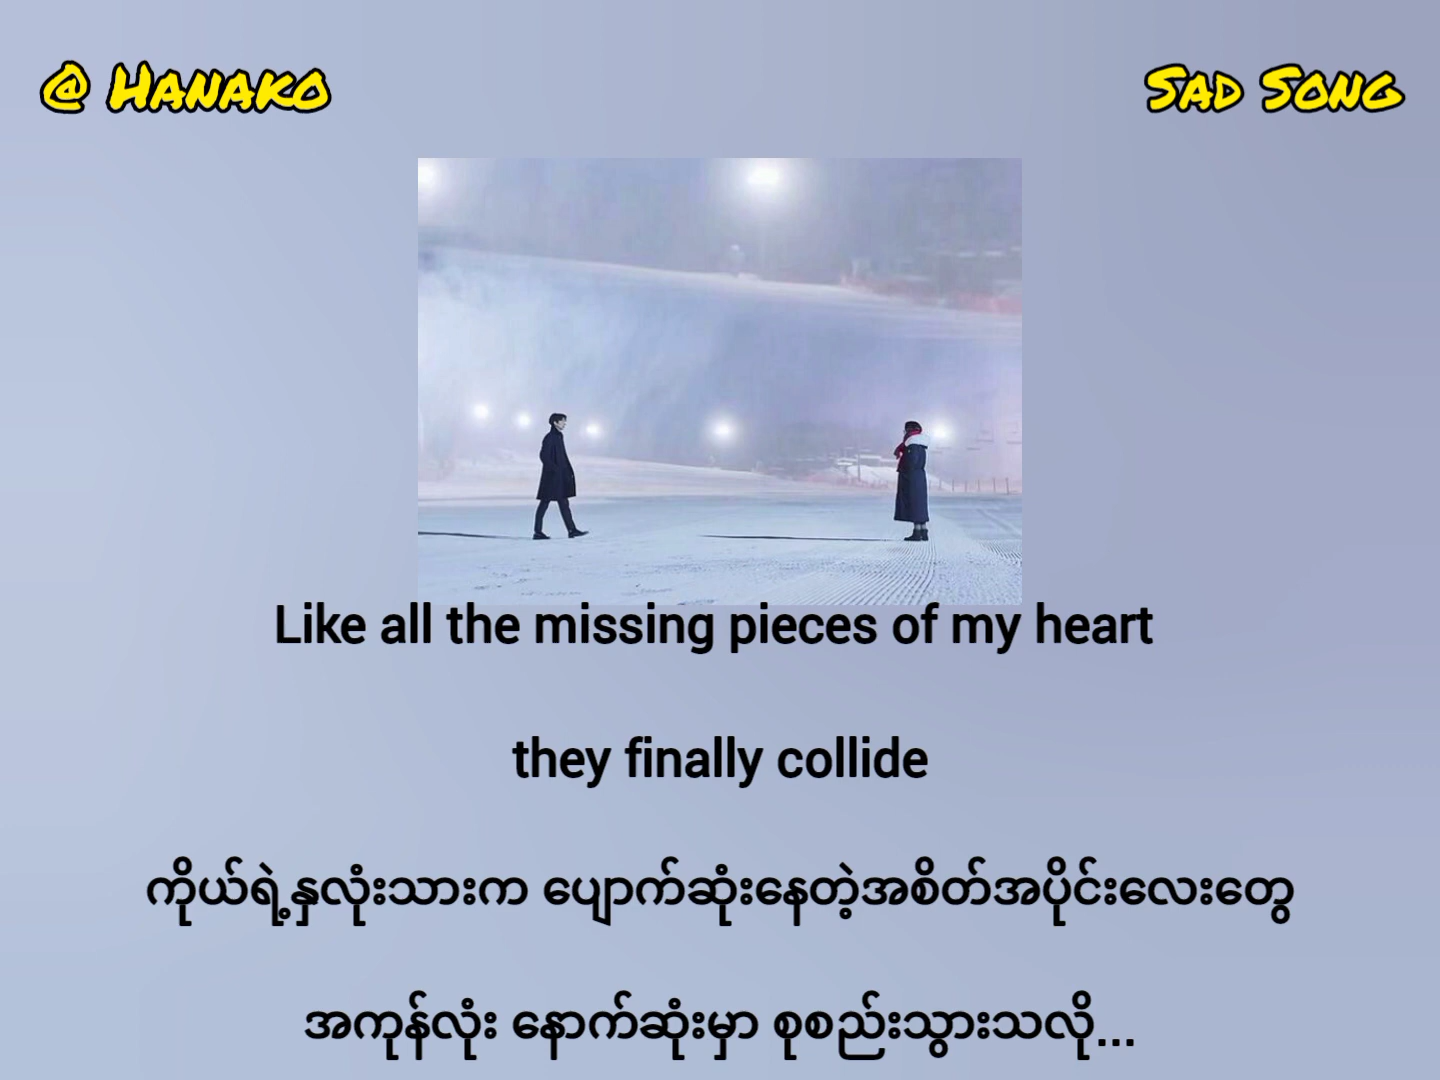 @ Hanako
Sad Song
Like all the missing pieces of my heart
they finally collide
ကိုယ်ရဲ့နှလုံးသားက ပျောက်ဆုံးနေတဲ့အစိတ်အပိုင်းလေးတွေ
အကုန်လုံး နောက်ဆုံးမှာ စုစည်းသွားသလို...